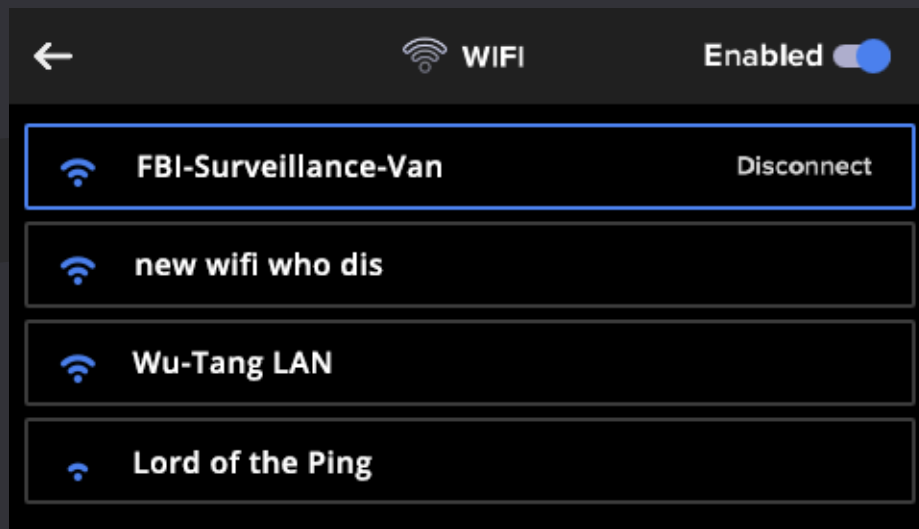 WIFI Enabled
FBI-Surveillance-Van Disconnect
new wifi who dis
Wu-Tang LAN
Lord of the Ping